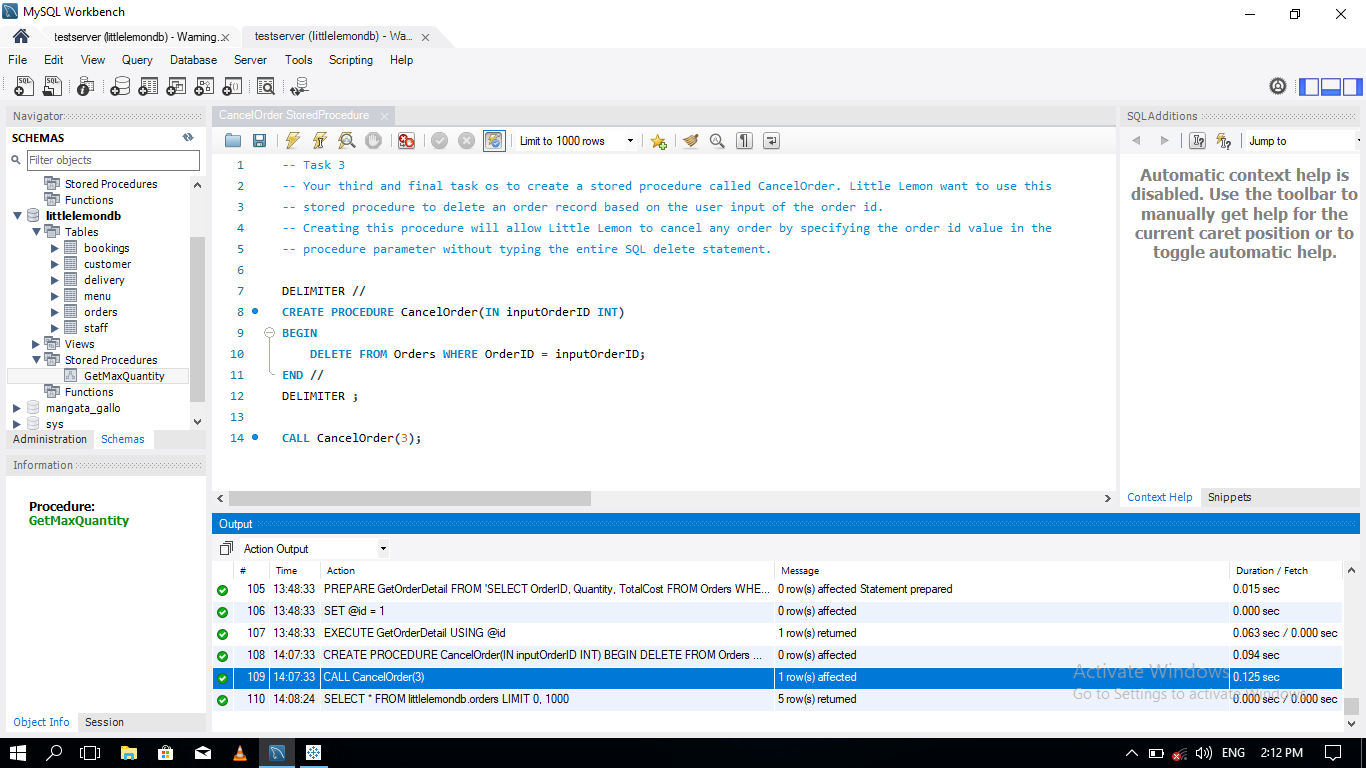 MySQL Workbench
testserver (littlelemondb) - Warning...
testserver (littlelemondb) - Wa...
File Edit View Query Database Server Tools Scripting Help
Navigator
SCHEMAS
Filter objects
Stored Procedures
Functions
littlelemondb
Tables
bookings
customer
delivery
menu
orders
staff
Views
Stored Procedures
GetMaxQuantity
Functions
mangata_gallo
sys
Administration Schemas
Information
Procedure:
GetMaxQuantity
Object Info Session
CancelOrder StoredProcedure
Limit to 1000 rows
1 -- Task 3
2 -- Your third and final task os to create a stored procedure called CancelOrder. Little Lemon want to use this
3 -- stored procedure to delete an order record based on the user input of the order id.
4 -- Creating this procedure will allow Little Lemon to cancel any order by specifying the order id value in the
5 -- procedure parameter without typing the entire SQL delete statement.
6
7 DELIMITER //
8 CREATE PROCEDURE CancelOrder(IN inputOrderID INT)
9 BEGIN
10 DELETE FROM Orders WHERE OrderID = inputOrderID;
11 END //
12 DELIMITER ;
13
14 CALL CancelOrder(3);
SQLAdditions
Jump to
Automatic context help is
disabled. Use the toolbar to
manually get help for the
current caret position or to
toggle automatic help.
Context Help Snippets
Output
Action Output
# Time Action Message Duration / Fetch
105 13:48:33 PREPARE GetOrderDetail FROM 'SELECT OrderID, Quantity, TotalCost FROM Orders WHE... 0 row(s) affected Statement prepared 0.015 sec
106 13:48:33 SET @id = 1 0 row(s) affected 0.000 sec
107 13:48:33 EXECUTE GetOrderDetail USING @id 1 row(s) returned 0.063 sec / 0.000 sec
108 14:07:33 CREATE PROCEDURE CancelOrder(IN inputOrderID INT) BEGIN DELETE FROM Orders ... 0 row(s) affected 0.094 sec
109 14:07:33 CALL CancelOrder(3) 1 row(s) affected 0.125 sec
110 14:08:24 SELECT * FROM littlelemondb.orders LIMIT 0, 1000 5 row(s) returned 0.000 sec / 0.000 sec
Activate Windows
Go to Settings to activate Windows.
ENG 2:12 PM